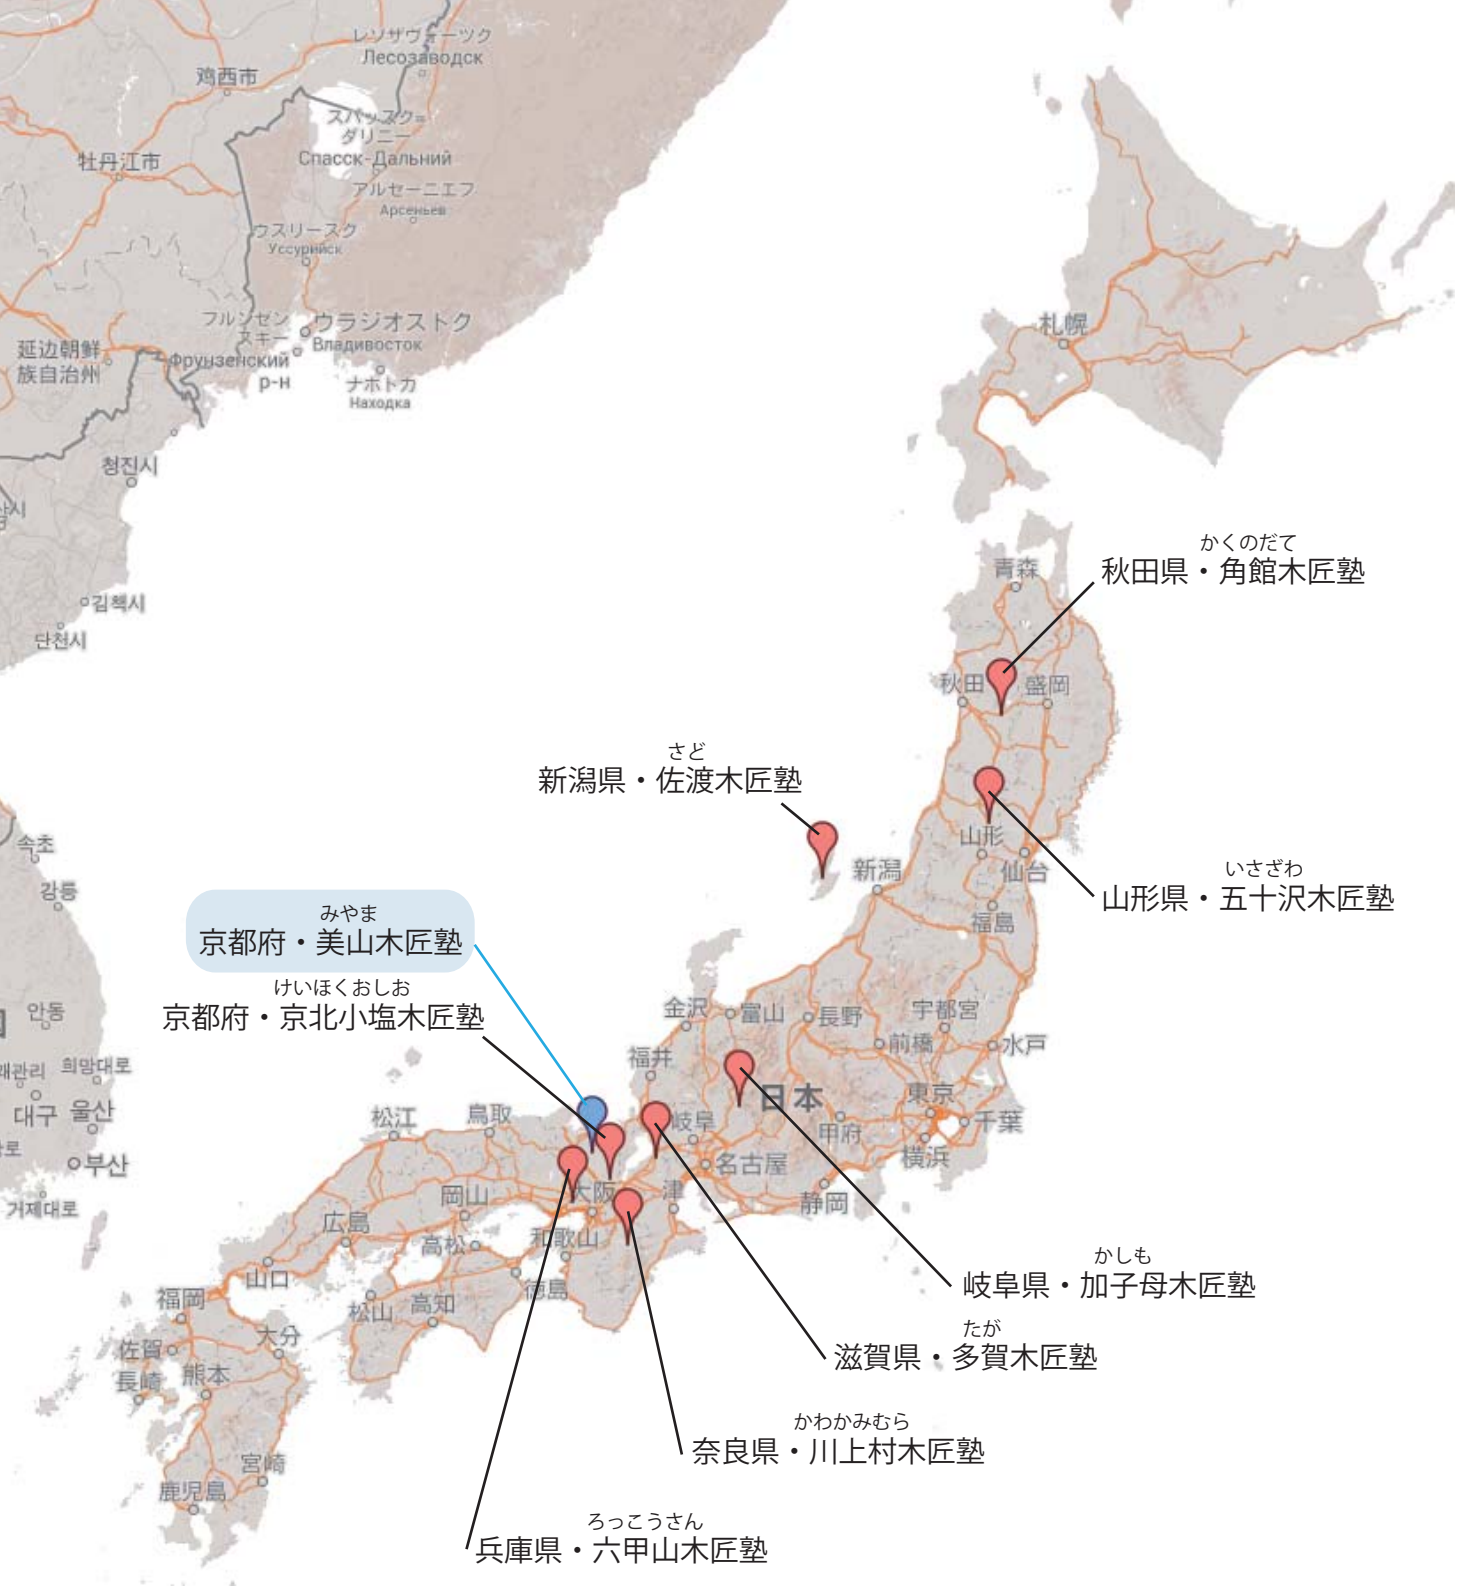 レソザヴォーツク
Лесозаводск
鸡西市
スパッスク=
ダリニー
Спасск-Дальний
牡丹江市
アルセーニエフ
Арсеньев
ウスリースク
Уссурийск
フルンゼン
スキー
Фрунзенский
р-н
ウラジオストク
Владивосток
延边朝鲜
族自治州
ナホトカ
Находка
札幌
청진시
김책시
단천시
青森
かくのだて
秋田県・角館木匠塾
秋田
盛岡
さど
新潟県・佐渡木匠塾
山形
仙台
新潟
いさざわ
山形県・五十沢木匠塾
福島
속초
강릉
みやま
京都府・美山木匠塾
けいほくおしお
京都府・京北小塩木匠塾
안동
金沢
富山
長野
宇都宮
前橋
水戸
福井
희망대로
대구
울산
부산
거제대로
日本
東京
千葉
横浜
甲府
岐阜
名古屋
静岡
津
松江
鳥取
岡山
大阪
広島
高松
和歌山
山口
徳島
松山
高知
福岡
佐賀
大分
長崎
熊本
宮崎
鹿児島
かしも
岐阜県・加子母木匠塾
たが
滋賀県・多賀木匠塾
かわかみむら
奈良県・川上村木匠塾
ろっこうさん
兵庫県・六甲山木匠塾